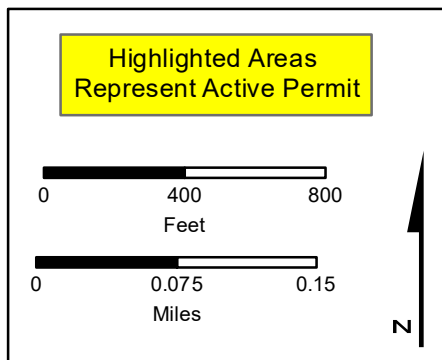 Highlighted Areas
Represent Active Permit
0 400 800
Feet
0 0.075 0.15
Miles
N